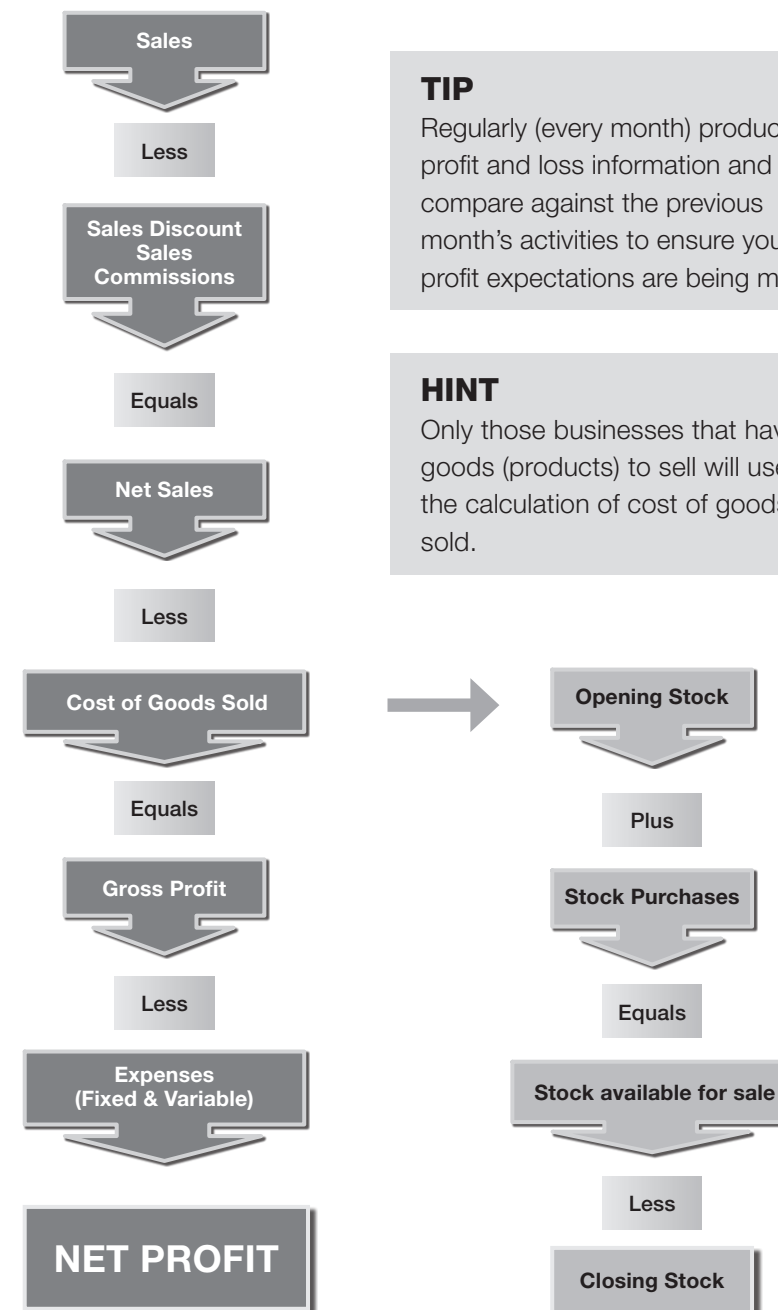 Sales
Less
Sales Discount
Sales
Commissions
Equals
Net Sales
Less
Cost of Goods Sold
Equals
Gross Profit
Less
Expenses
(Fixed & Variable)
NET PROFIT
TIP
Regularly (every month) produc
profit and loss information and
compare against the previous
month's activities to ensure you
profit expectations are being m
HINT
Only those businesses that hav
goods (products) to sell will use
the calculation of cost of goods
sold.
Opening Stock
Plus
Stock Purchases
Equals
Stock available for sale
Less
Closing Stock